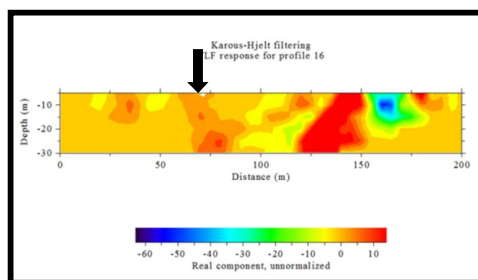 Karous-Hjelt filtering
VLF response for profile 16
Depth (m)
-10
-20
-30
0
50
100
150
200
Distance (m)
-60 -50 -40 -30 -20 -10 0 10
Real component, unnormalized